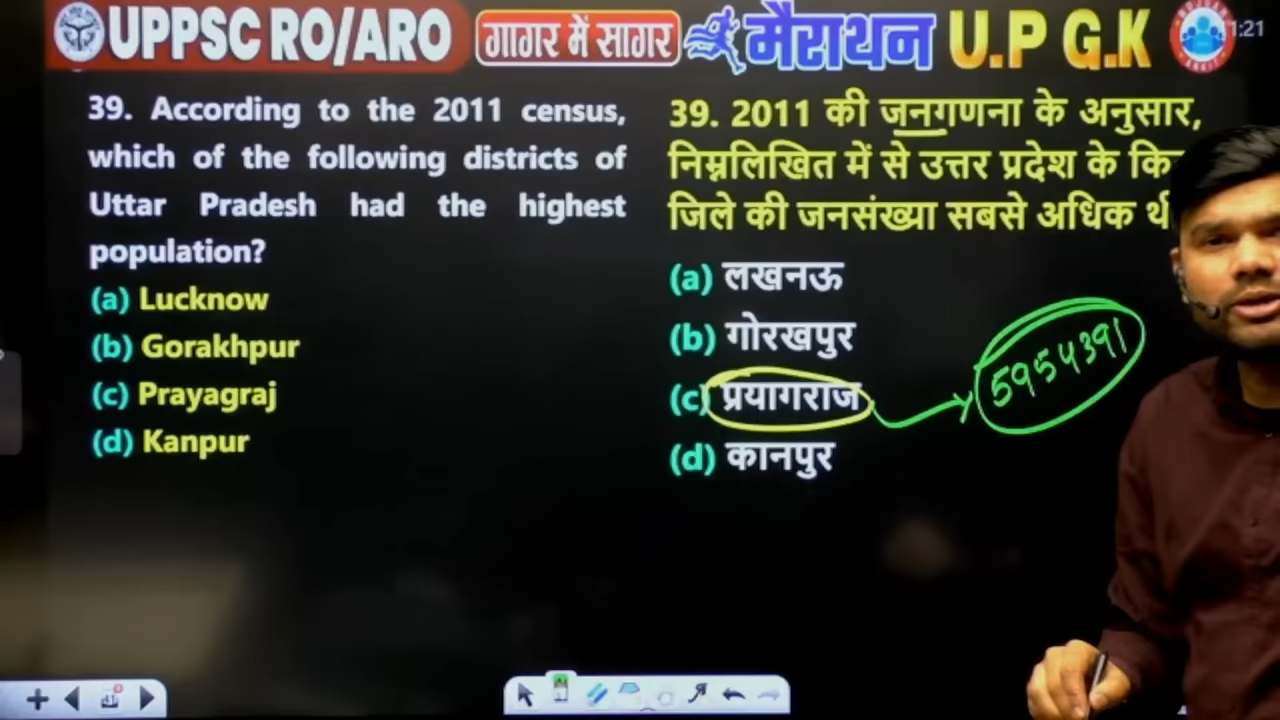 UPPSC RO/ARO गागर में सागर मैराथन U.P G.K
1:21
39. According to the 2011 census,
which of the following districts of
Uttar Pradesh had the highest
population?
(a) Lucknow
(b) Gorakhpur
(c) Prayagraj
(d) Kanpur
39. 2011 की जनगणना के अनुसार,
निम्नलिखित में से उत्तर प्रदेश के
जिले की जनसंख्या सबसे अधिक
(a) लखनऊ
(b) गोरखपुर
(c) प्रयागराज
5954391
(d) कानपुर